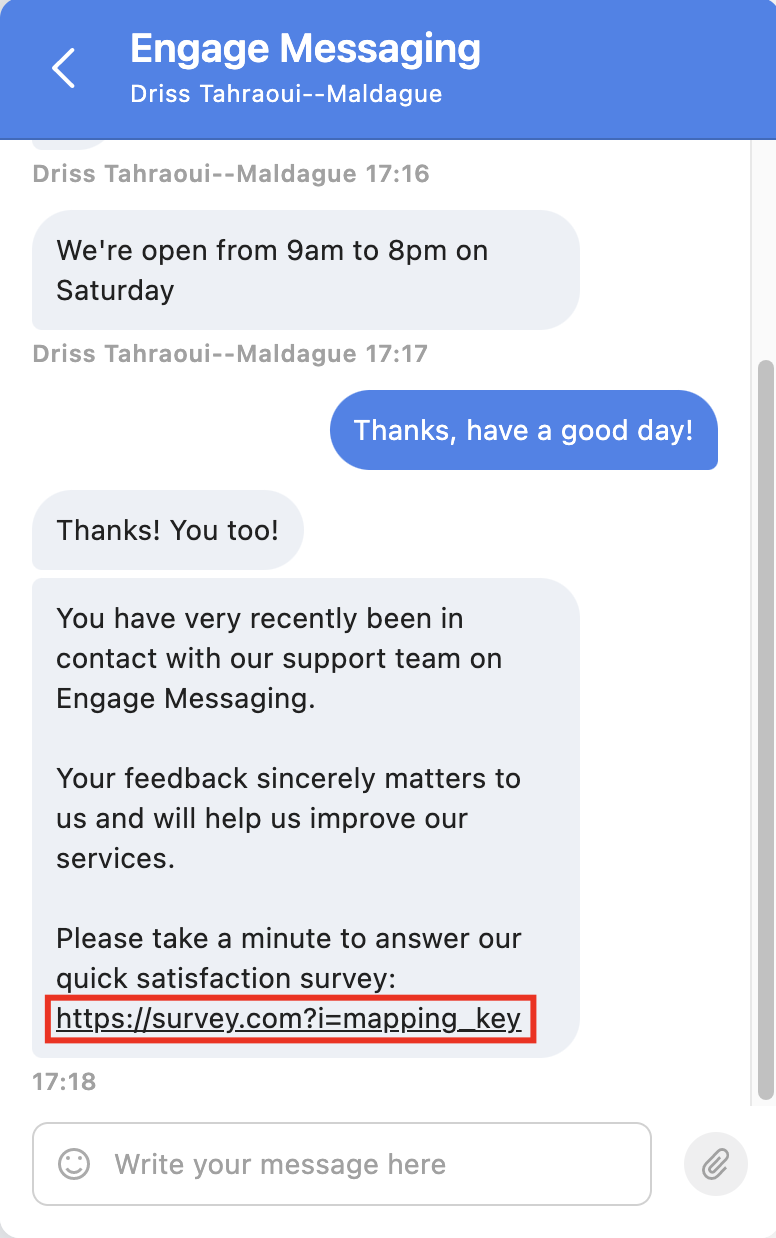 Engage Messaging
Driss Tahraoui--Maldague
Driss Tahraoui--Maldague 17:16
We're open from 9am to 8pm on
Saturday
Driss Tahraoui--Maldague 17:17
Thanks, have a good day!
Thanks! You too!
You have very recently been in
contact with our support team on
Engage Messaging.
Your feedback sincerely matters to
us and will help us improve our
services.
Please take a minute to answer our
quick satisfaction survey:
https://survey.com?i=mapping_key
17:18
Write your message here